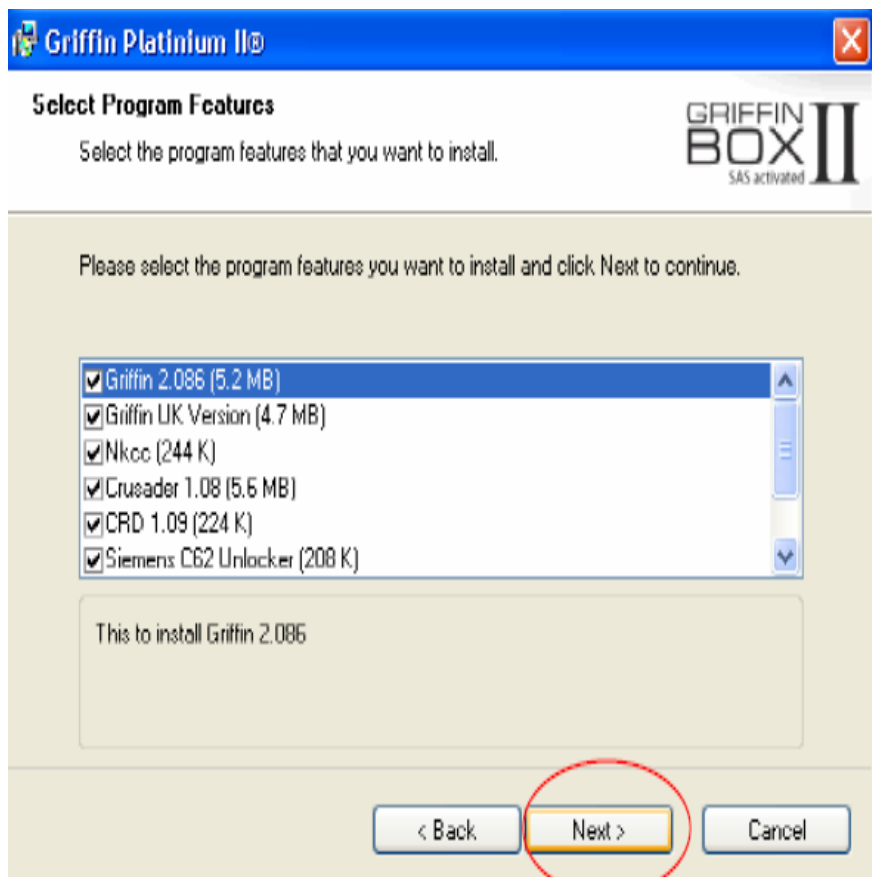 Griffin Platinium II®
Select Program Features
Select the program features that you want to install.
GRIFFIN
BOX II
SAS activated
Please select the program features you want to install and click Next to continue.
Griffin 2.086 (5.2 MB)
Griffin UK Version (4.7 MB)
Nkcc (244 K)
Crusader 1.08 (5.6 MB)
CRD 1.09 (224 K)
Siemens C62 Unlocker (208 K)
This to install Griffin 2.086
< Back
Next >
Cancel